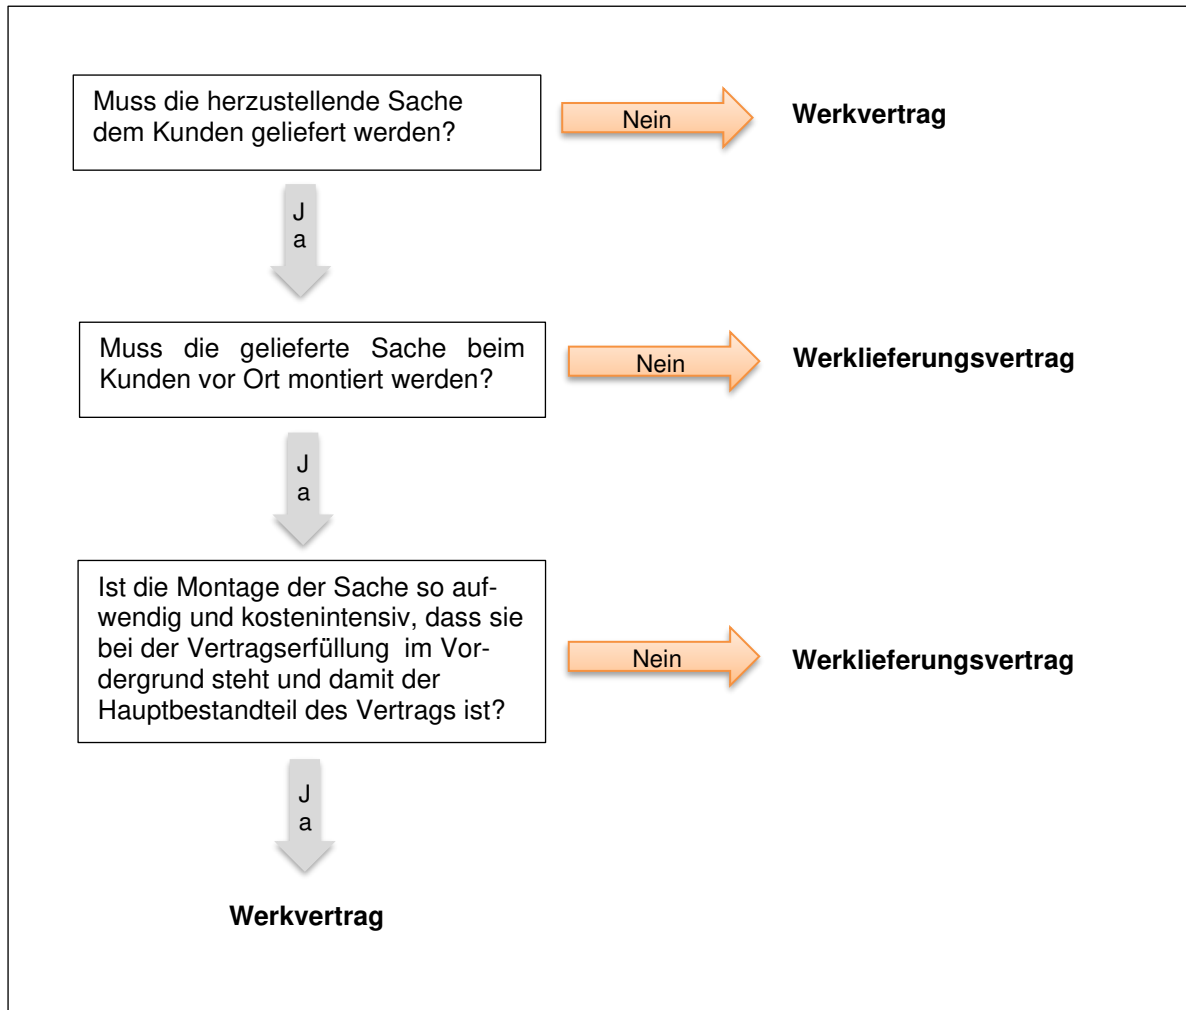 Muss die herzustellende Sache
dem Kunden geliefert werden?
Nein
Werkvertrag
J
a
Muss die gelieferte Sache beim
Kunden vor Ort montiert werden?
Nein
Werklieferungsvertrag
J
a
Ist die Montage der Sache so auf-
wendig und kostenintensiv, dass sie
bei der Vertragserfüllung im Vor-
dergrund steht und damit der
Hauptbestandteil des Vertrags ist?
Nein
Werklieferungsvertrag
J
a
Werkvertrag